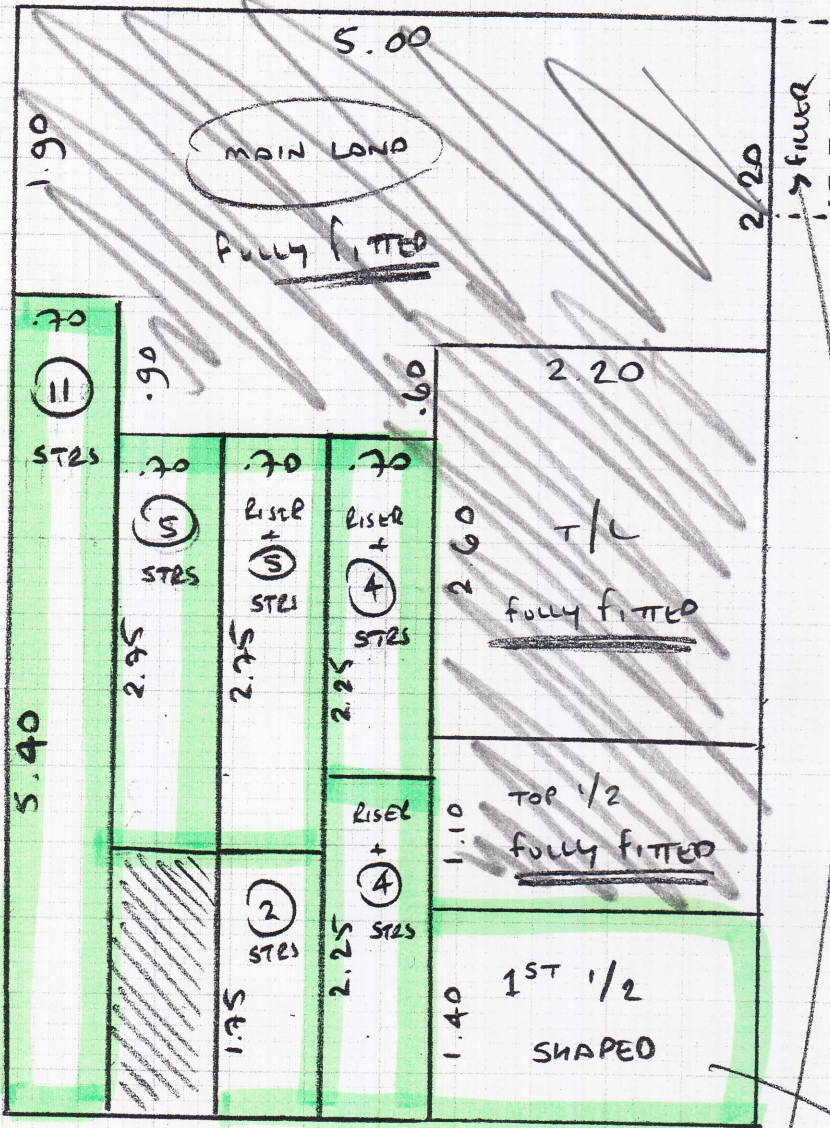 5.00
1.90
MAIN LAND
FULLY FITTED
2.20
FILLER
.70
11
STRS
5.40
.90
.60
.70
5
STRS
2.75
.70
RISER
+
5
STRS
2.75
.70
RISER
+
4
STRS
2.25
2.20
2.60
T/L
FULLY FITTED
1.10
TOP 1/2
FULLY FITTED
2
STRS
1.75
RISER
+
4
STRS
2.25
1.40
1ST 1/2
SHAPED